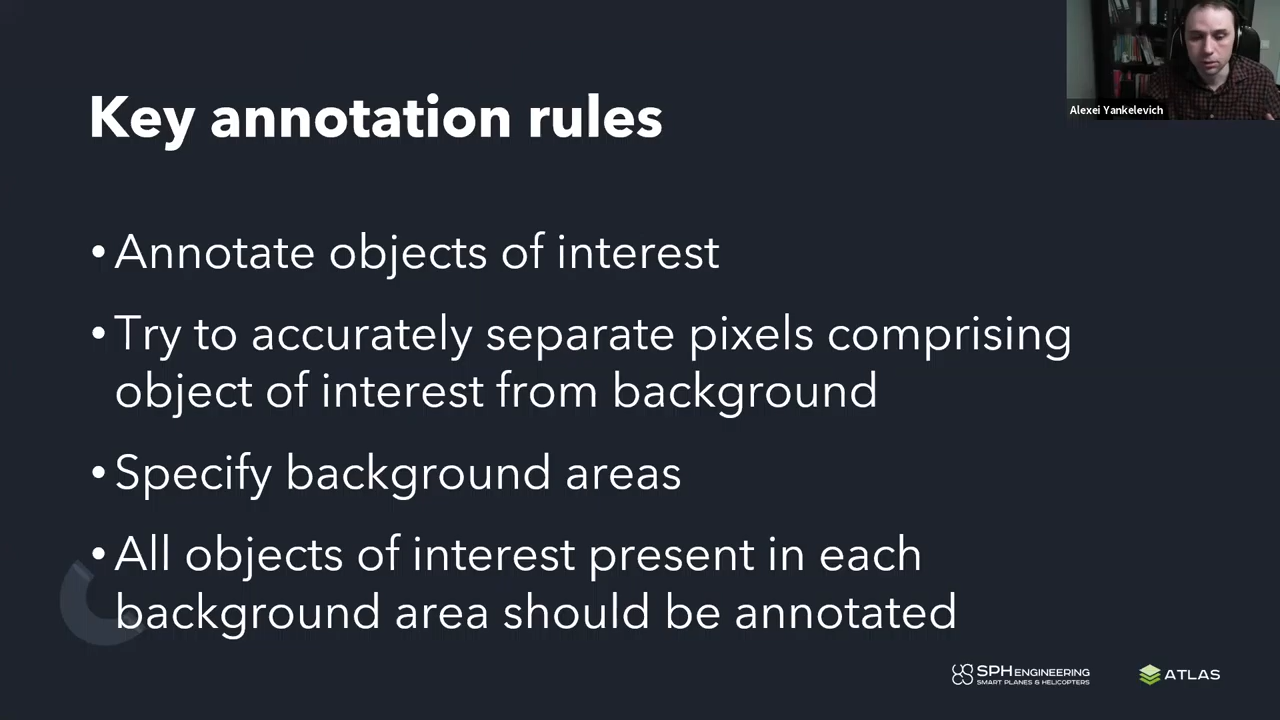 Alexei Yankelevich
Key annotation rules
• Annotate objects of interest
• Try to accurately separate pixels comprising
object of interest from background
• Specify background areas
• All objects of interest present in each
background area should be annotated
SPH ENGINEERING
SMART PLANES & HELICOPTERS
ATLAS